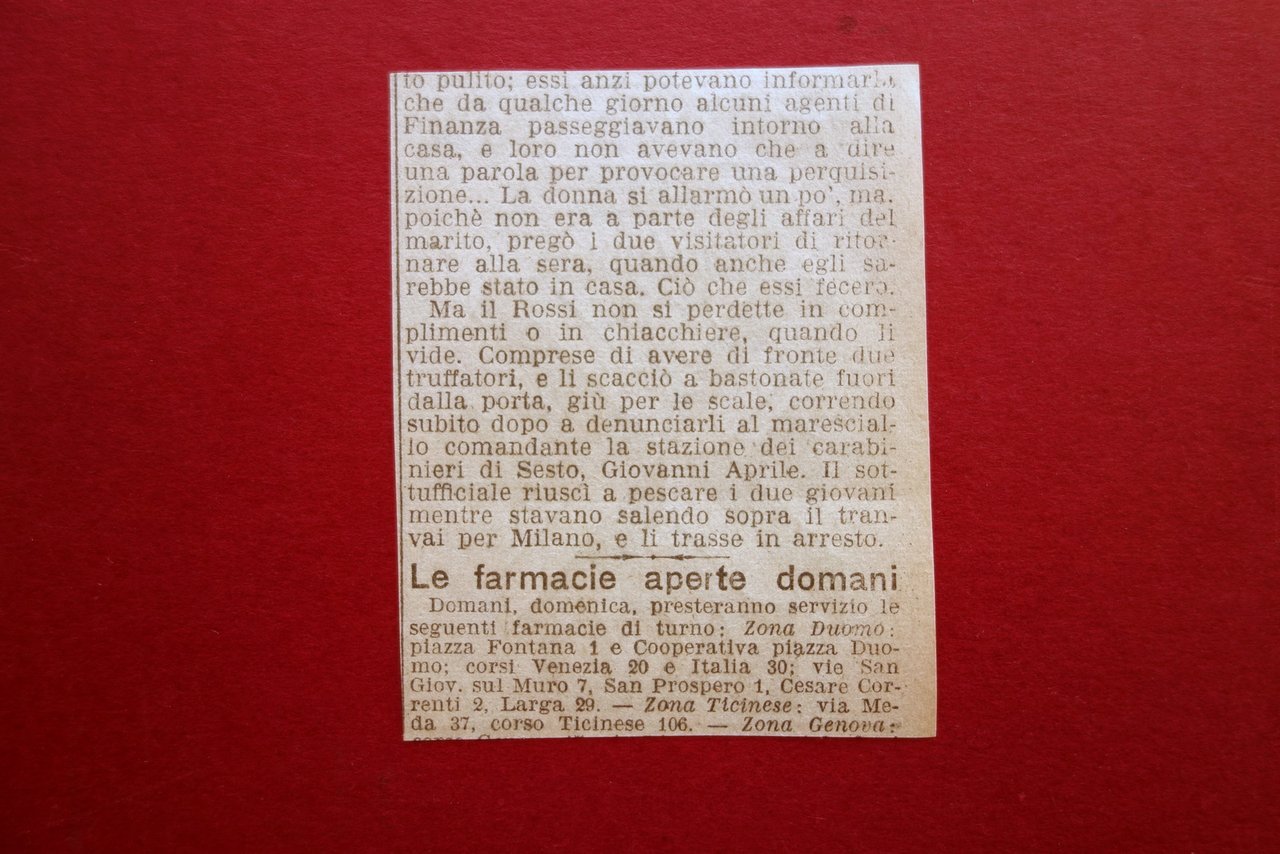 to pulito; essi anzi potevano informarla
che da qualche giorno alcuni agenti di
Finanza passeggiavano intorno alla
casa, e loro non avevano che a dire
una parola per provocare una perquisi-
zione... La donna si allarmò un po', ma,
poichè non era a parte degli affari del
marito, pregò i due visitatori di ritor-
nare alla sera, quando anche egli sa-
rebbe stato in casa. Ciò che essi fecero.
Ma il Rossi non si perdette in com-
plimenti o in chiacchiere, quando li
vide. Comprese di avere di fronte due
truffatori, e li scacciò a bastonate fuori
dalla porta, giù per le scale, correndo
subito dopo a denunciarli al marescial-
lo comandante la stazione dei carabi-
nieri di Sesto, Giovanni Aprile. Il sot-
tufficiale riuscì a pescare i due giovani
mentre stavano salendo sopra il tran-
vai per Milano, e li trasse in arresto.
Le farmacie aperte domani
Domani, domenica, presteranno servizio le
seguenti farmacie di turno: Zona Duomo:
piazza Fontana 1 e Cooperativa piazza Duo-
mo; corsi Venezia 20 e Italia 30; vie San
Giov. sul Muro 7, San Prospero 1, Cesare Cor-
renti 2, Larga 29. — Zona Ticinese: via Me-
da 37, corso Ticinese 106. — Zona Genova: